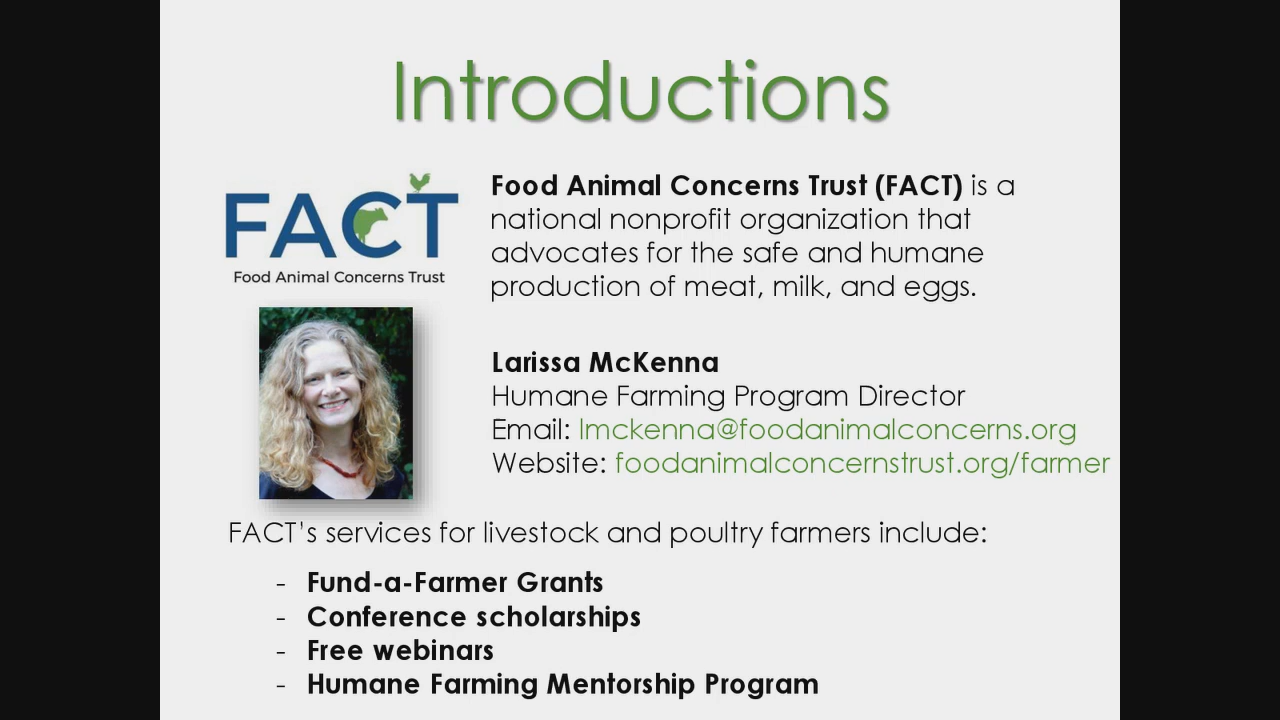 Introductions
FACT
Food Animal Concerns Trust
Food Animal Concerns Trust (FACT) is a
national nonprofit organization that
advocates for the safe and humane
production of meat, milk, and eggs.
Larissa McKenna
Humane Farming Program Director
Email: lmckenna@foodanimalconcerns.org
Website: foodanimalconcernstrust.org/farmer
FACT's services for livestock and poultry farmers include:
- Fund-a-Farmer Grants
- Conference scholarships
- Free webinars
- Humane Farming Mentorship Program